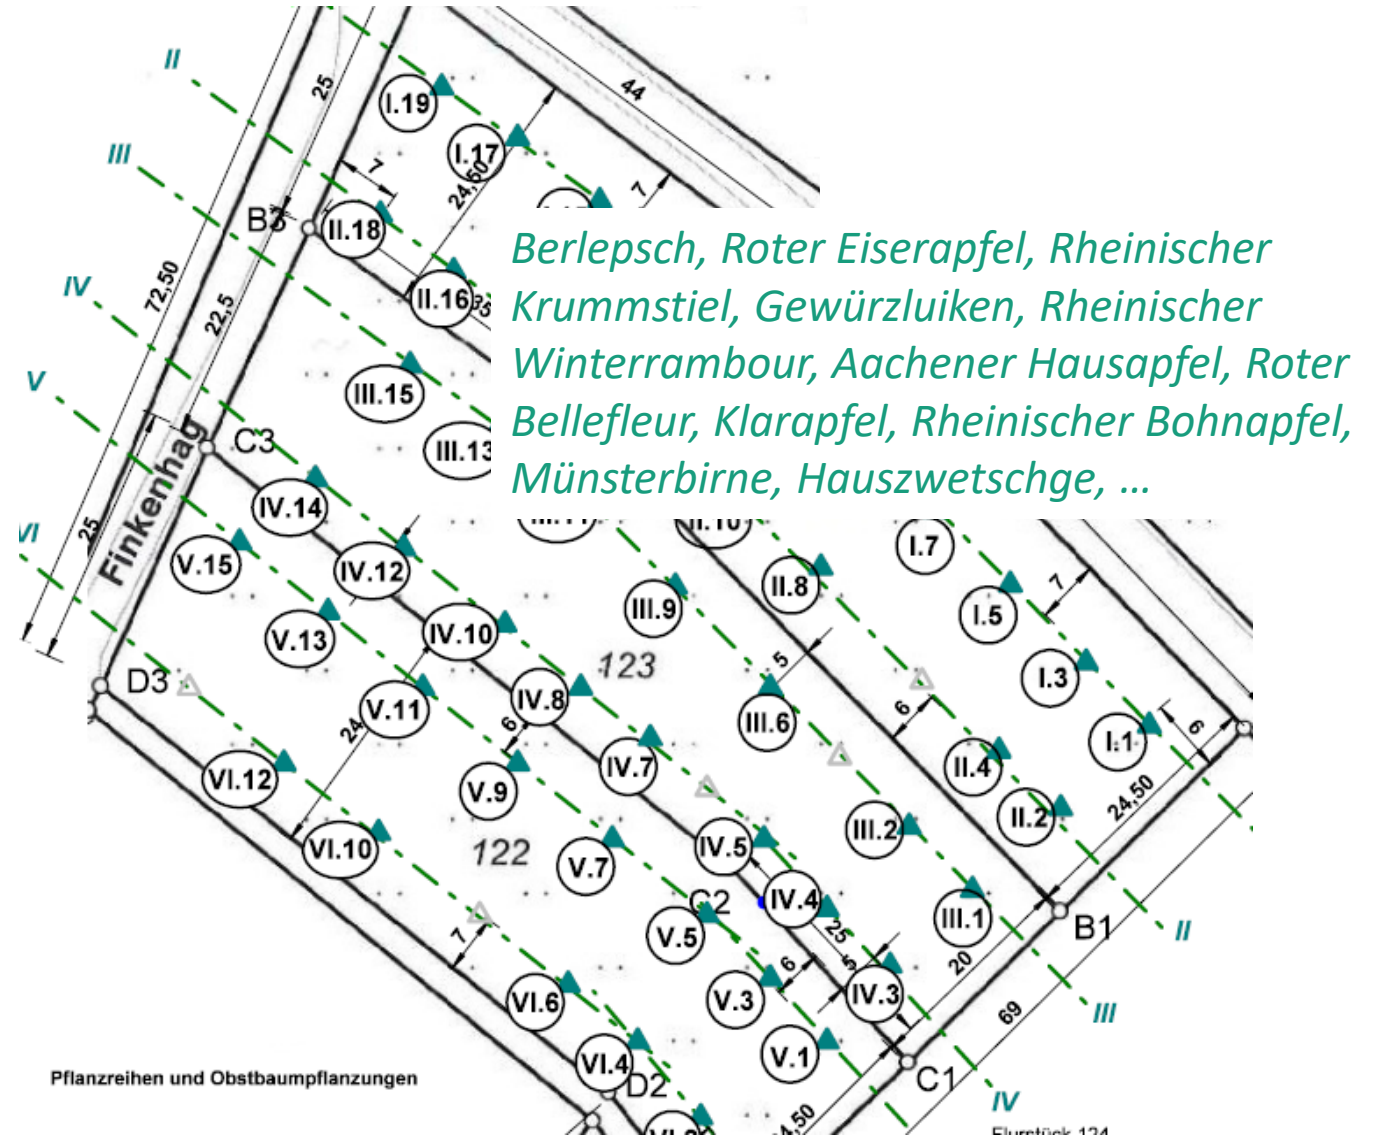 II
III
IV
V
VI
25
44
I.19
I.17
7
24,50
7
B3
II.18
II.16
35
72,50
22,5
III.15
III.13
Berlepsch, Roter Eiserapfel, Rheinischer
Krummstiel, Gewürzluiken, Rheinischer
Winterrambour, Aachener Hausapfel, Roter
Bellefleur, Klarapfel, Rheinischer Bohnapfel,
Münsterbirne, Hauszwetschge, ...
C3
Finkenhag
25
IV.14
V.15
IV.12
II.10
I.7
II.8
7
I.5
III.9
V.13
IV.10
123
5
I.3
D3
V.11
IV.8
III.6
6
I.1
6
24
6
VI.12
V.9
IV.7
II.4
24,50
II.2
VI.10
122
V.7
IV.5
III.2
C2
IV.4
III.1
B1
II
7
V.5
25
20
6
5
VI.6
V.3
IV.3
69
III
VI.4
V.1
C1
Pflanzreihen und Obstbaumpflanzungen
D2
IV